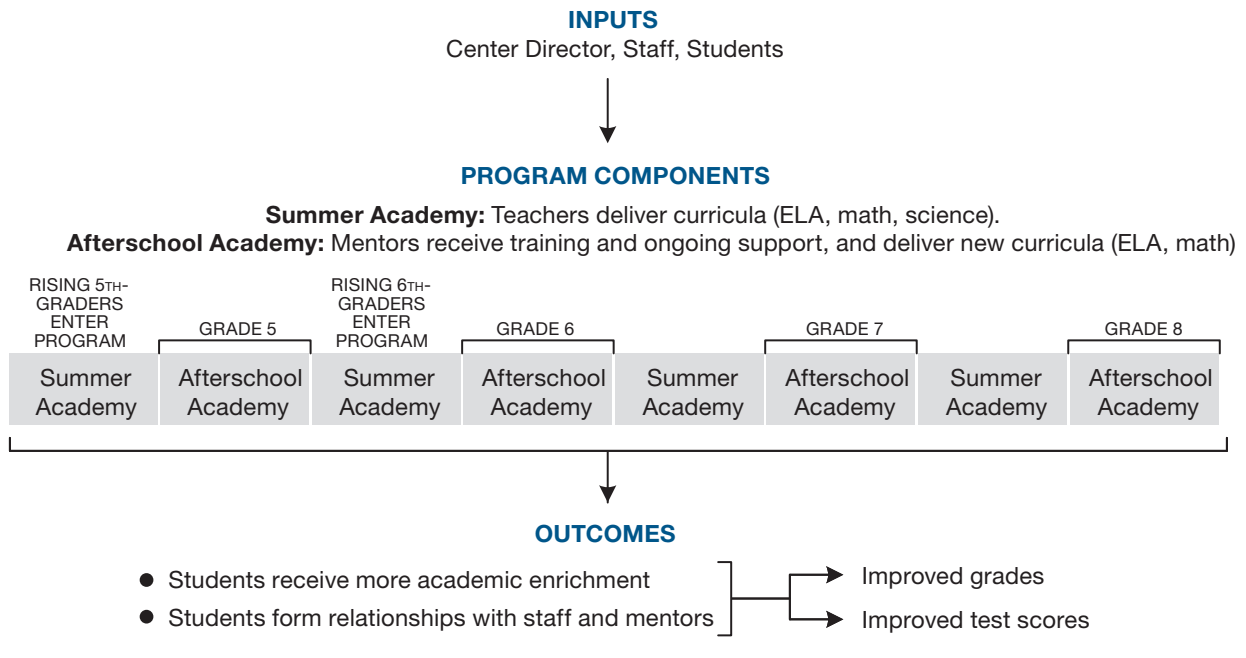 INPUTS
Center Director, Staff, Students
PROGRAM COMPONENTS
Summer Academy: Teachers deliver curricula (ELA, math, science).
Afterschool Academy: Mentors receive training and ongoing support, and deliver new curricula (ELA, math)
RISING 5TH-
GRADERS
ENTER
PROGRAM
GRADE 5
RISING 6TH-
GRADERS
ENTER
PROGRAM
GRADE 6
GRADE 7
GRADE 8
Summer
Academy
Afterschool
Academy
Summer
Academy
Afterschool
Academy
Summer
Academy
Afterschool
Academy
Summer
Academy
Afterschool
Academy
OUTCOMES
● Students receive more academic enrichment
● Students form relationships with staff and mentors
Improved grades
Improved test scores